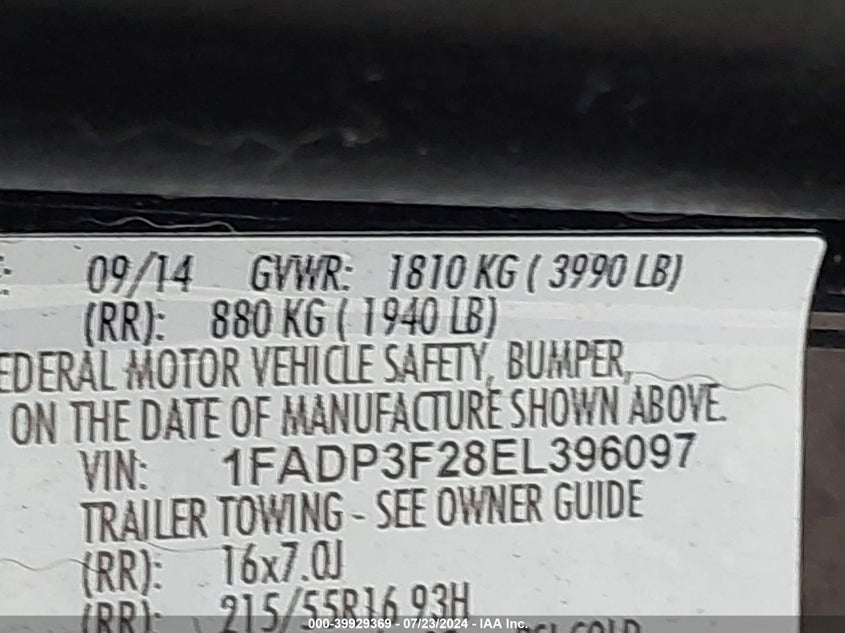 09/14 GVWR: 1810 KG ( 3990 LB)
(RR): 880 KG ( 1940 LB)
EDERAL MOTOR VEHICLE SAFETY, BUMPER,
ON THE DATE OF MANUFACTURE SHOWN ABOVE.
VIN: 1FADP3F28EL396097
TRAILER TOWING - SEE OWNER GUIDE
(RR): 16x7.0J
(RR): 215/55R16 93H
000-39929369 - 07/23/2024 - IAA Inc.